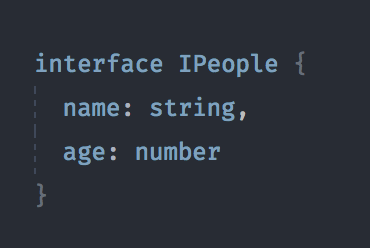 interface IPeople {
name: string,
age: number
}